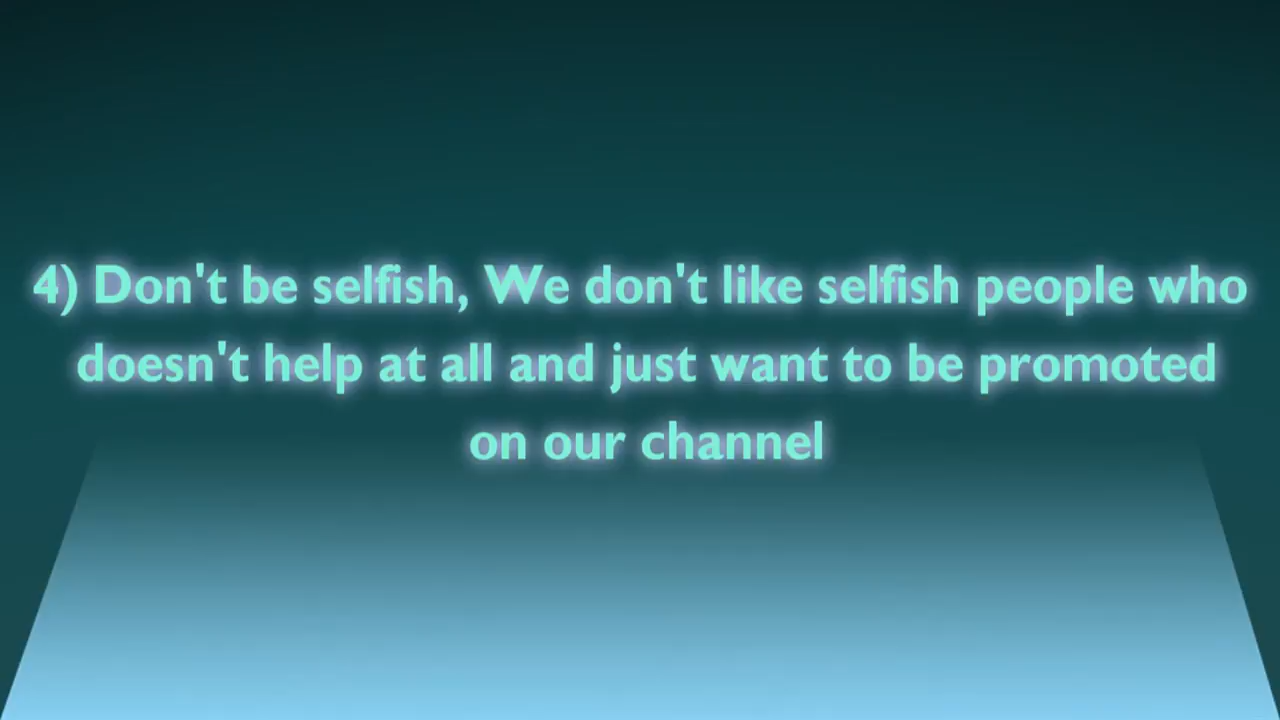 4) Don't be selfish, We don't like selfish people who
doesn't help at all and just want to be promoted
on our channel